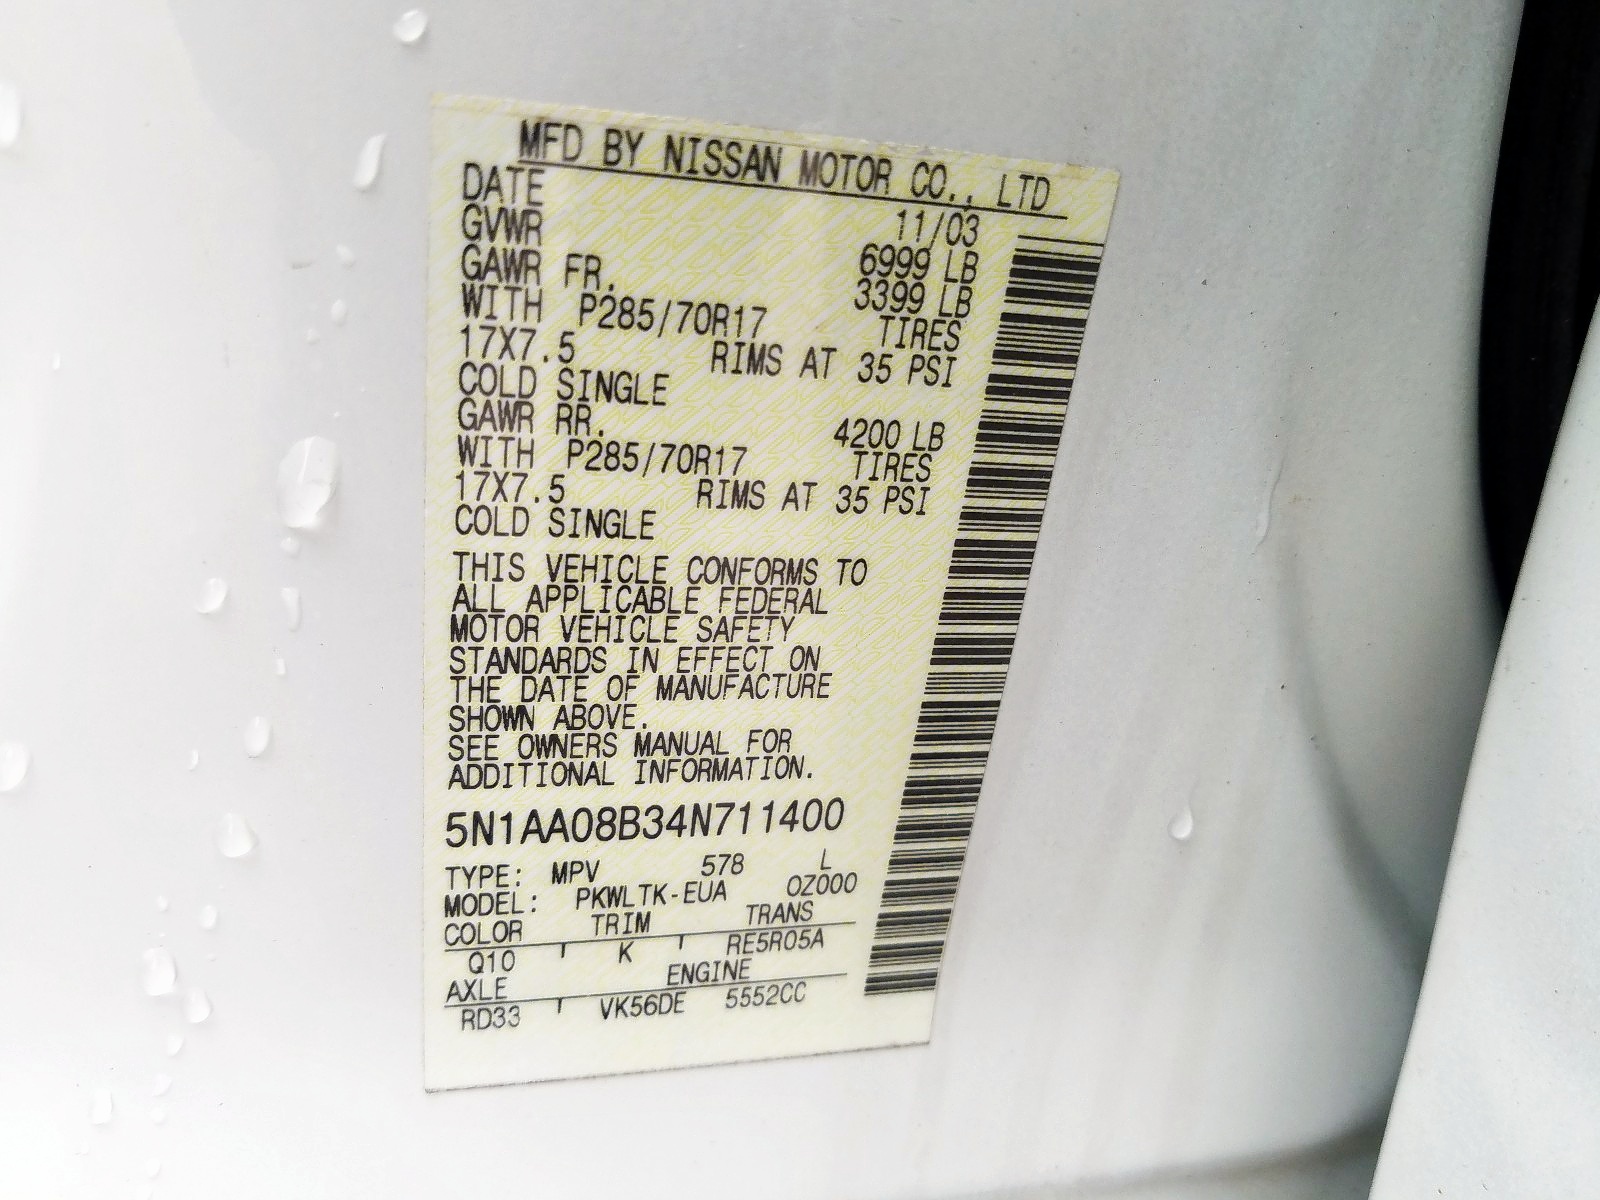 MFD BY NISSAN MOTOR CO., LTD
DATE 11/03
GVWR 6999 LB
GAWR FR. 3399 LB
WITH P285/70R17 TIRES
17X7.5 RIMS AT 35 PSI
COLD SINGLE
GAWR RR. 4200 LB
WITH P285/70R17 TIRES
17X7.5 RIMS AT 35 PSI
COLD SINGLE
THIS VEHICLE CONFORMS TO
ALL APPLICABLE FEDERAL
MOTOR VEHICLE SAFETY
STANDARDS IN EFFECT ON
THE DATE OF MANUFACTURE
SHOWN ABOVE.
SEE OWNERS MANUAL FOR
ADDITIONAL INFORMATION.
5N1AA08B34N711400
TYPE: MPV 578 L
MODEL: PKWLTK-EUA 0Z000
COLOR TRIM TRANS
Q10 K RE5R05A
AXLE ENGINE
RD33 VK56DE 5552CC